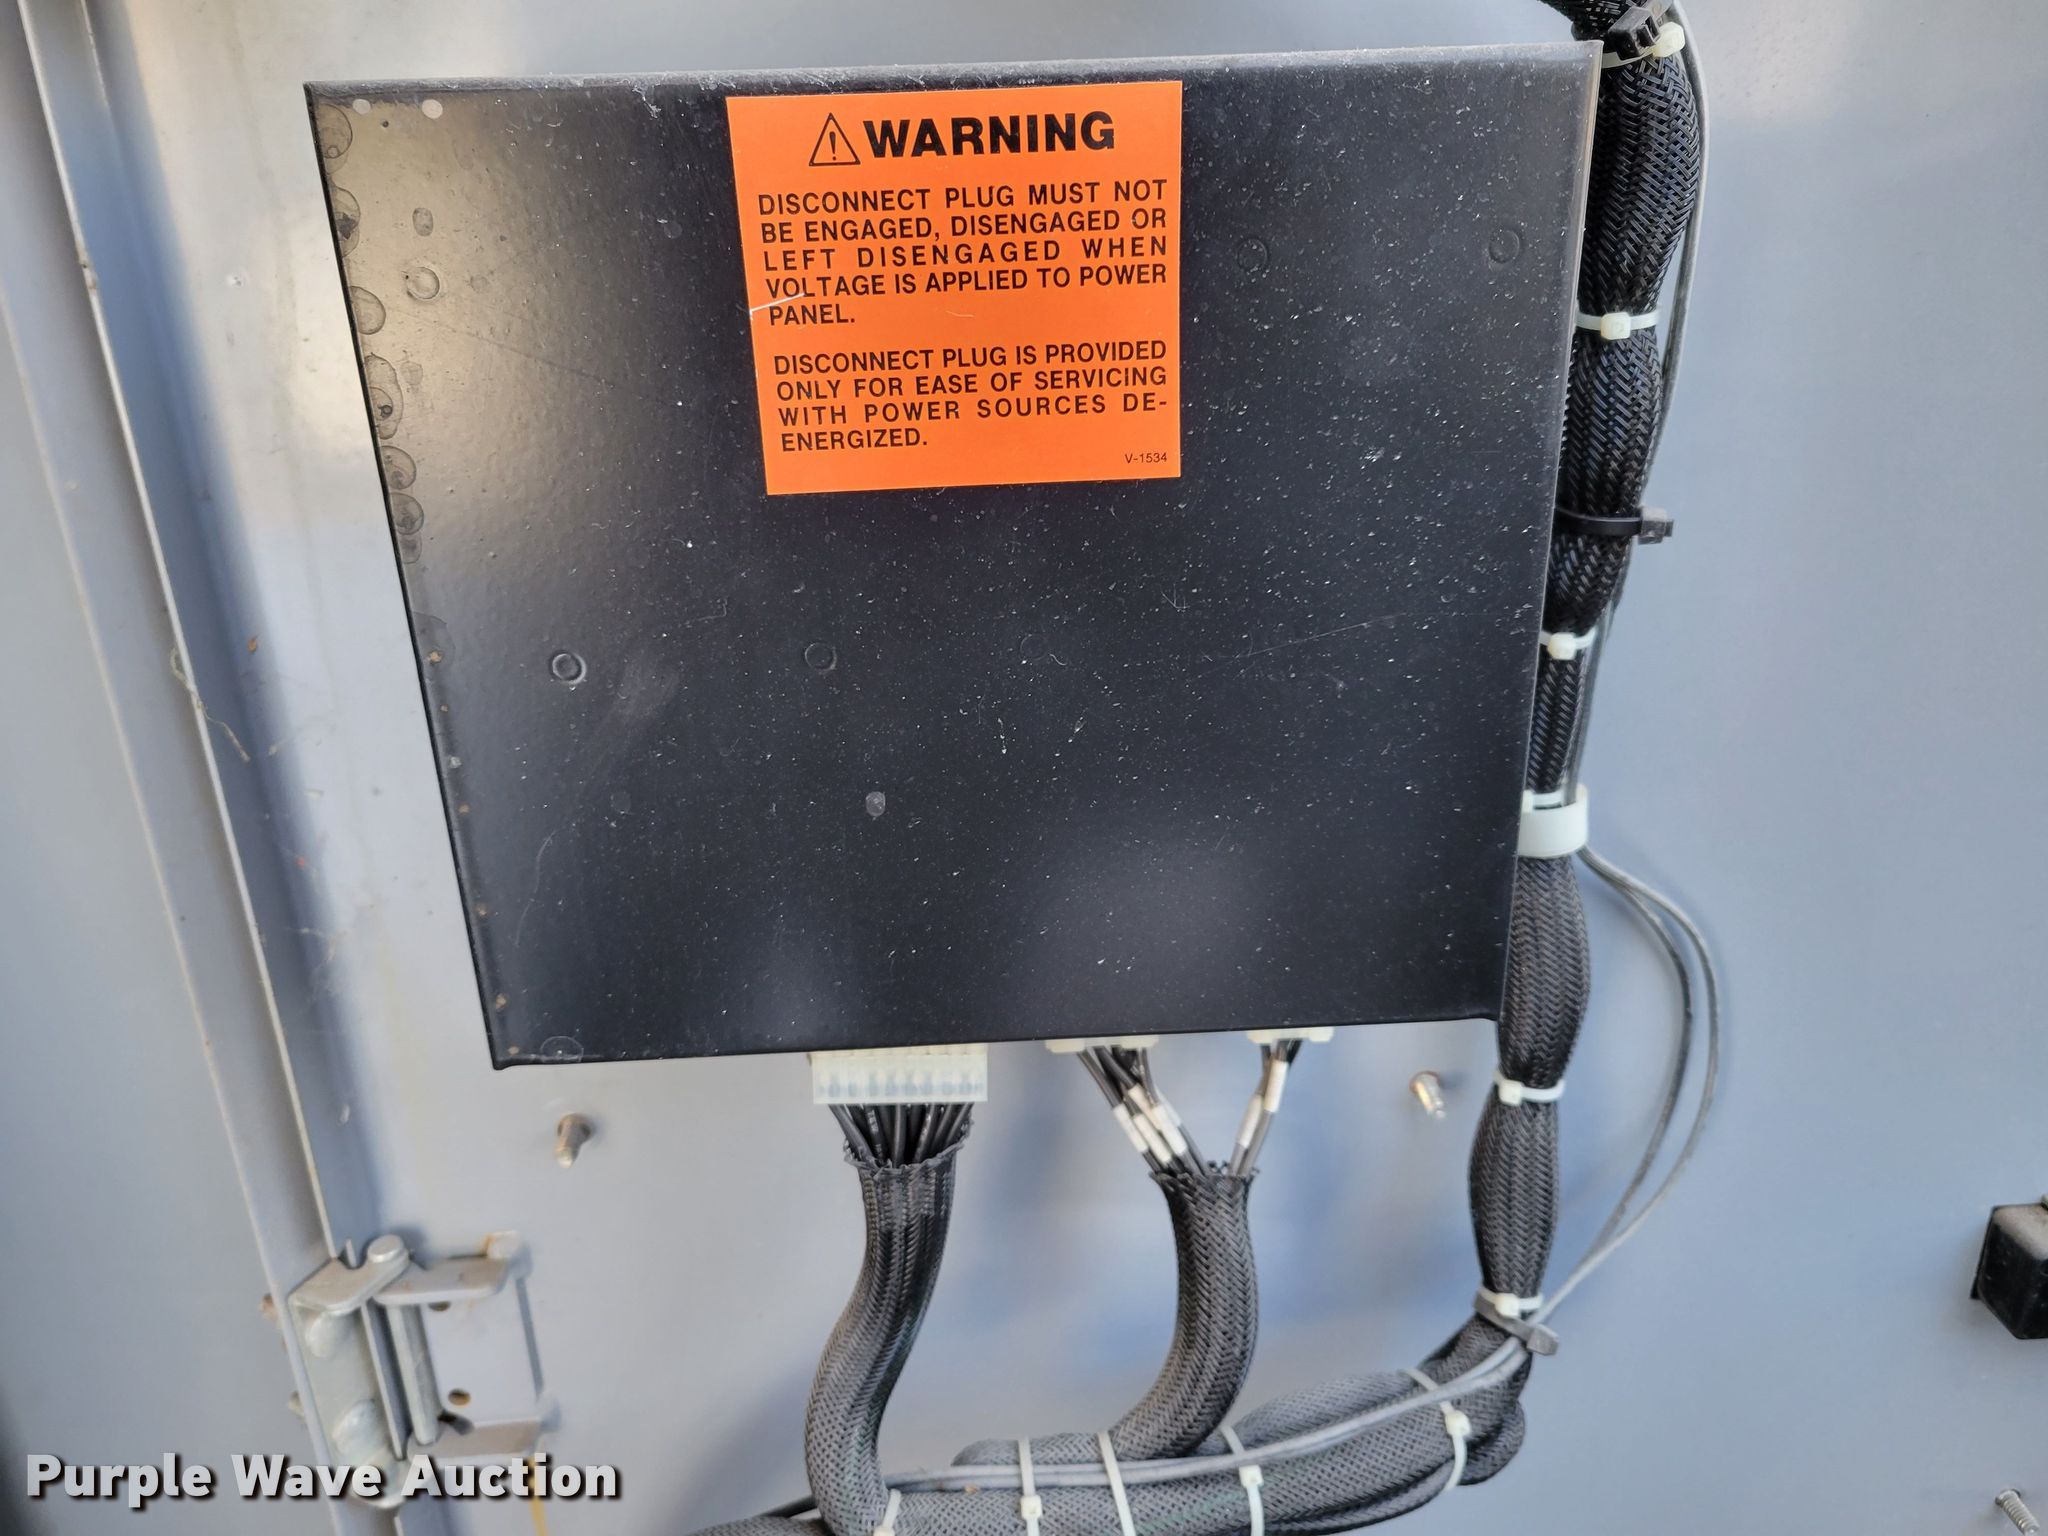 WARNING
DISCONNECT PLUG MUST NOT
BE ENGAGED, DISENGAGED OR
LEFT DISENGAGED WHEN
VOLTAGE IS APPLIED TO POWER
PANEL.
DISCONNECT PLUG IS PROVIDED
ONLY FOR EASE OF SERVICING
WITH POWER SOURCES DE-
ENERGIZED.
V-1534
Purple Wave Auction